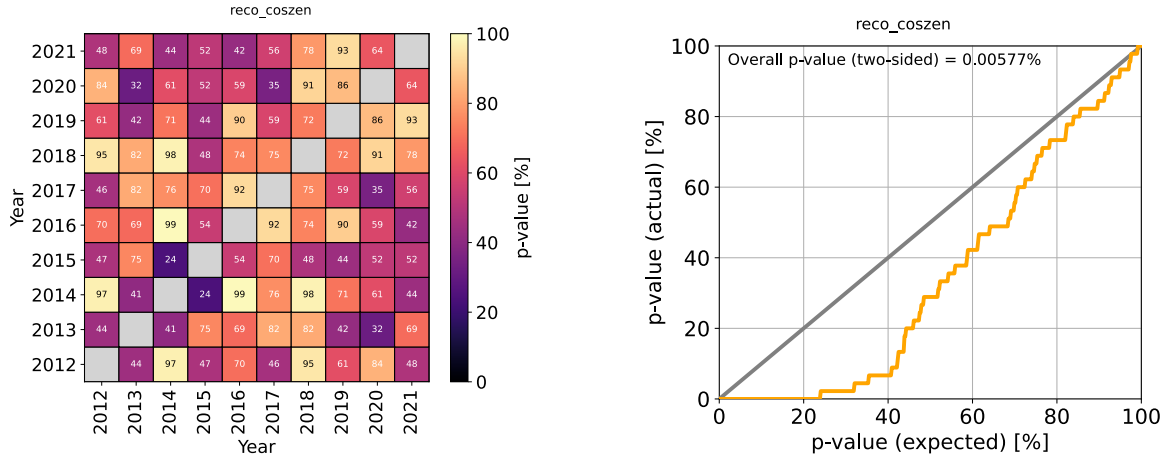 reco_coszen
2021 48 69 44 52 42 56 78 93 64
2020 84 32 61 52 59 35 91 86 64
2019 61 42 71 44 90 59 72 86 93
2018 95 82 98 48 74 75 72 91 78
2017 46 82 76 70 92 75 59 35 56
2016 70 69 99 54 92 74 90 59 42
2015 47 75 24 54 70 48 44 52 52
2014 97 41 24 99 76 98 71 61 44
2013 44 41 75 69 82 82 42 32 69
2012 44 97 47 70 46 95 61 84 48
2012 2013 2014 2015 2016 2017 2018 2019 2020 2021
Year
Year
100
80
60
40
20
0
p-value [%]
reco_coszen
Overall p-value (two-sided) = 0.00577%
100
80
60
40
20
0
p-value (actual) [%]
0 20 40 60 80 100
p-value (expected) [%]